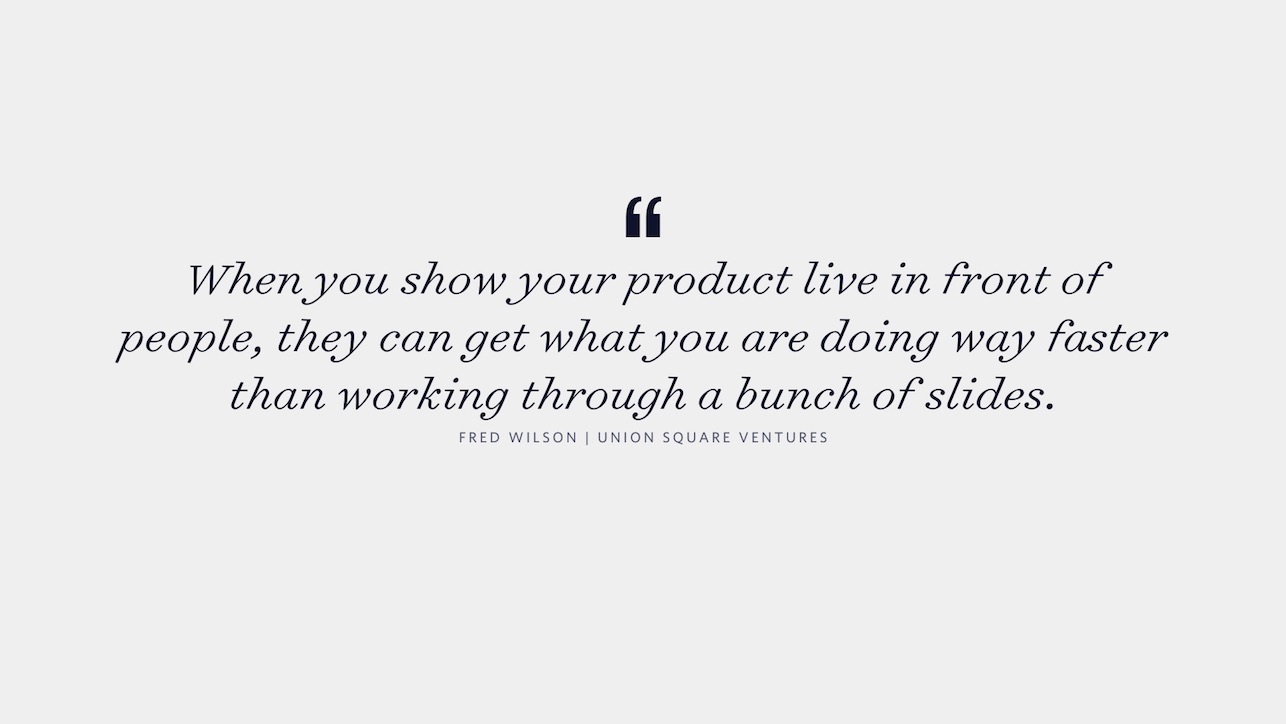 “
When you show your product live in front of
people, they can get what you are doing way faster
than working through a bunch of slides.
FRED WILSON | UNION SQUARE VENTURES